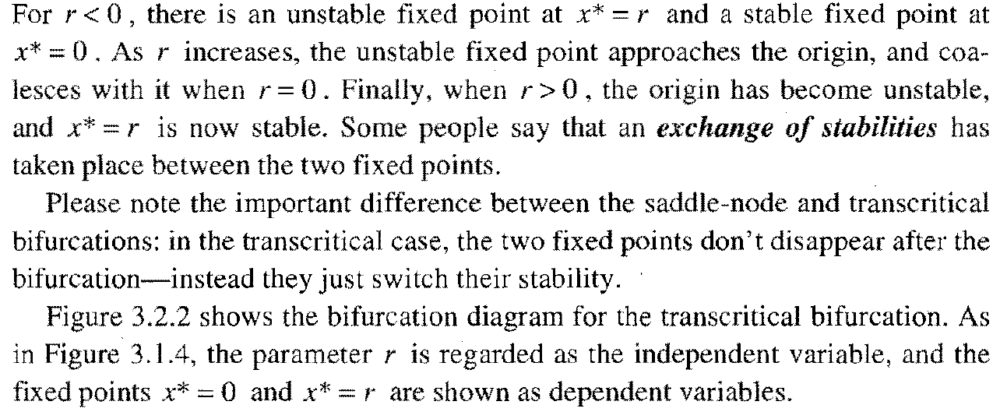 For r < 0, there is an unstable fixed point at x* = r and a stable fixed point at
x* = 0. As r increases, the unstable fixed point approaches the origin, and coa-
lesces with it when r = 0. Finally, when r > 0, the origin has become unstable,
and x* = r is now stable. Some people say that an exchange of stabilities has
taken place between the two fixed points.
Please note the important difference between the saddle-node and transcritical
bifurcations: in the transcritical case, the two fixed points don't disappear after the
bifurcation—instead they just switch their stability.
Figure 3.2.2 shows the bifurcation diagram for the transcritical bifurcation. As
in Figure 3.1.4, the parameter r is regarded as the independent variable, and the
fixed points x* = 0 and x* = r are shown as dependent variables.